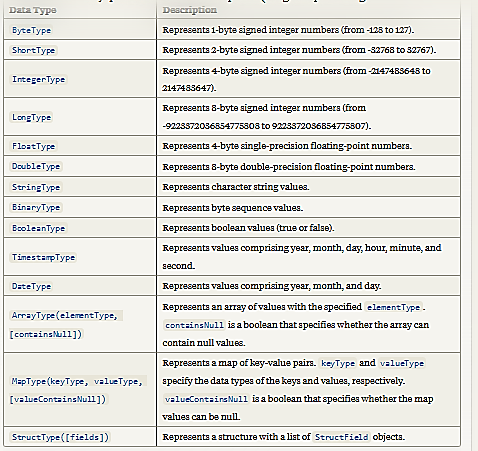 Data Type Description
ByteType Represents 1-byte signed integer numbers (from -128 to 127).
ShortType Represents 2-byte signed integer numbers (from -32768 to 32767).
IntegerType Represents 4-byte signed integer numbers (from -2147483648 to
2147483647).
LongType Represents 8-byte signed integer numbers (from
-9223372036854775808 to 9223372036854775807).
FloatType Represents 4-byte single-precision floating-point numbers.
DoubleType Represents 8-byte double-precision floating-point numbers.
StringType Represents character string values.
BinaryType Represents byte sequence values.
BooleanType Represents boolean values (true or false).
TimestampType Represents values comprising year, month, day, hour, minute, and
second.
DateType Represents values comprising year, month, and day.
ArrayType(elementType,
[containsNull])
Represents an array of values with the specified elementType.
containsNull is a boolean that specifies whether the array can
contain null values.
MapType(keyType, valueType,
[valueContainsNull])
Represents a map of key-value pairs. keyType and valueType
specify the data types of the keys and values, respectively.
valueContainsNull is a boolean that specifies whether the map
values can be null.
StructType([fields]) Represents a structure with a list of StructField objects.